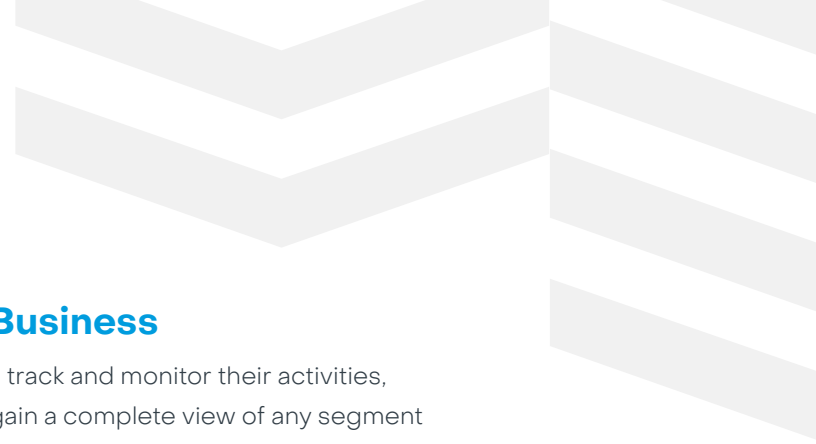 Business
track and monitor their activities,
gain a complete view of any segment